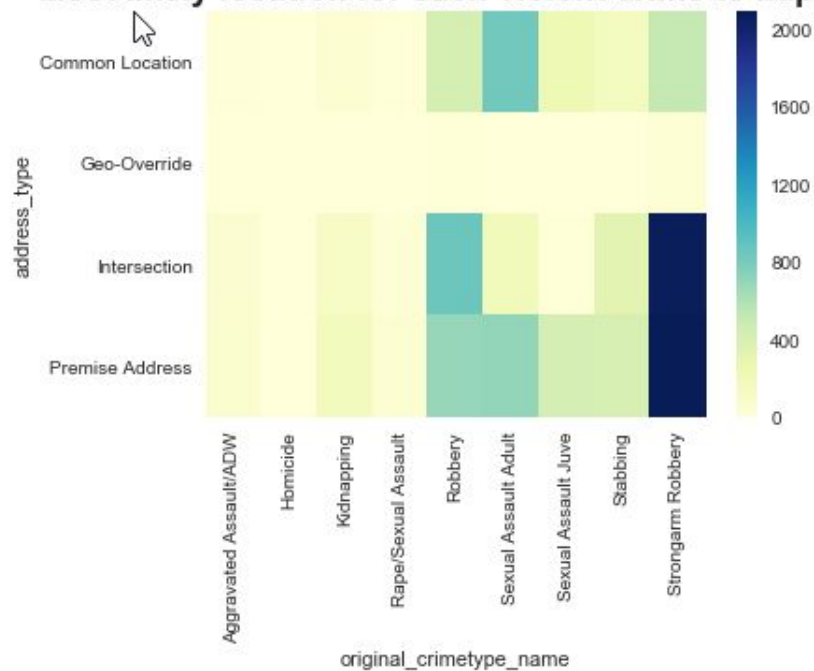 2000
Common Location
1600
Geo-Override
1200
address_type
Intersection
800
400
Premise Address
0
Aggravated Assault/ADW
Homicide
Kidnapping
Rape/Sexual Assault
Robbery
Sexual Assault Adult
Sexual Assault Juve
Stabbing
Strongarm Robbery
original_crimetype_name